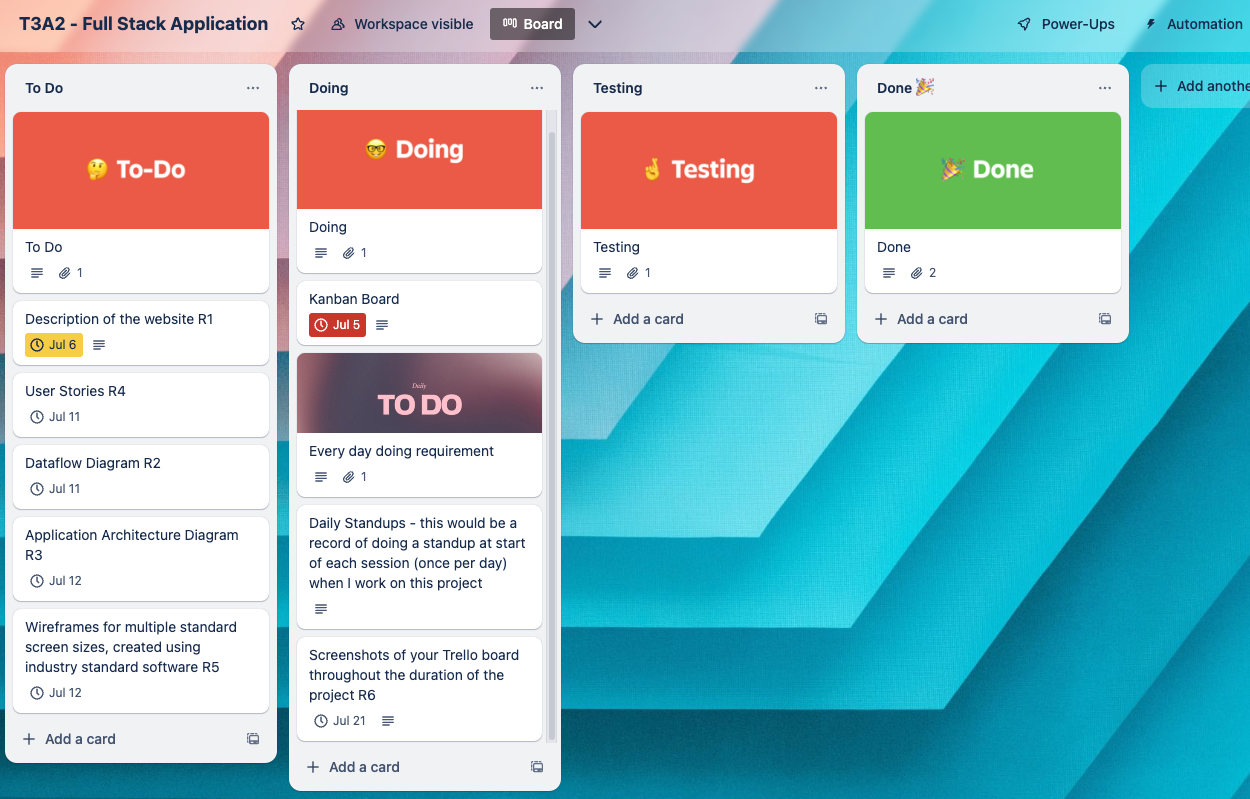 T3A2 - Full Stack Application
Workspace visible
Board
Power-Ups
Automation
To Do
🤔 To-Do
To Do
1
Description of the website R1
Jul 6
User Stories R4
Jul 11
Dataflow Diagram R2
Jul 11
Application Architecture Diagram
R3
Jul 12
Wireframes for multiple standard
screen sizes, created using
industry standard software R5
Jul 12
Add a card
Doing
🤓 Doing
Doing
1
Kanban Board
Jul 5
Daily
TO DO
Every day doing requirement
1
Daily Standups - this would be a
record of doing a standup at start
of each session (once per day)
when I work on this project
Screenshots of your Trello board
throughout the duration of the
project R6
Jul 21
Add a card
Testing
🤞 Testing
Testing
1
Add a card
Done 🎉
🎉 Done
Done
2
Add a card
Add anothe